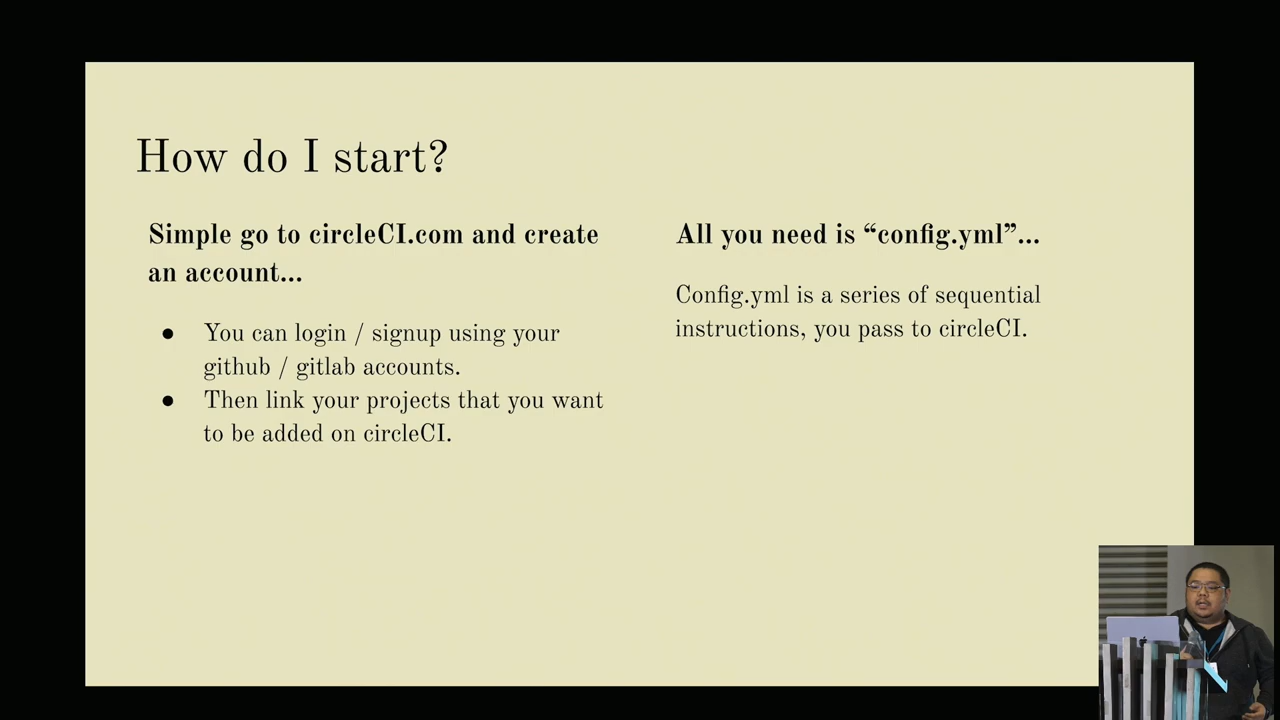 How do I start?
Simple go to circleCI.com and create
an account...
● You can login / signup using your
github / gitlab accounts.
● Then link your projects that you want
to be added on circleCI.
All you need is “config.yml”...
Config.yml is a series of sequential
instructions, you pass to circleCI.